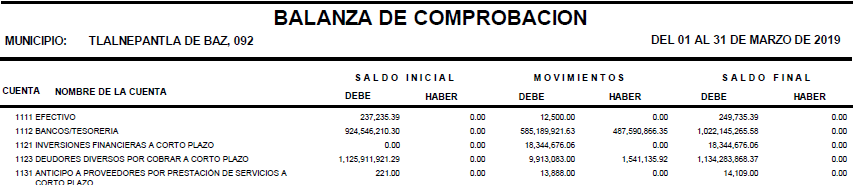 BALANZA DE COMPROBACION
MUNICIPIO: TLALNEPANTLA DE BAZ, 092 DEL 01 AL 31 DE MARZO DE 2019
SALDO INICIAL MOVIMIENTOS SALDO FINAL
CUENTA NOMBRE DE LA CUENTA DEBE HABER DEBE HABER DEBE HABER
1111 EFECTIVO 237,235.39 0.00 12,500.00 0.00 249,735.39 0.00
1112 BANCOS/TESORERIA 924,546,210.30 0.00 585,189,921.63 487,590,866.35 1,022,145,265.58 0.00
1121 INVERSIONES FINANCIERAS A CORTO PLAZO 0.00 0.00 18,344,676.06 0.00 18,344,676.06 0.00
1123 DEUDORES DIVERSOS POR COBRAR A CORTO PLAZO 1,125,911,921.29 0.00 9,913,083.00 1,541,135.92 1,134,283,868.37 0.00
1131 ANTICIPO A PROVEEDORES POR PRESTACIÓN DE SERVICIOS A 221.00 0.00 13,888.00 0.00 14,109.00 0.00
CORTO PLAZO